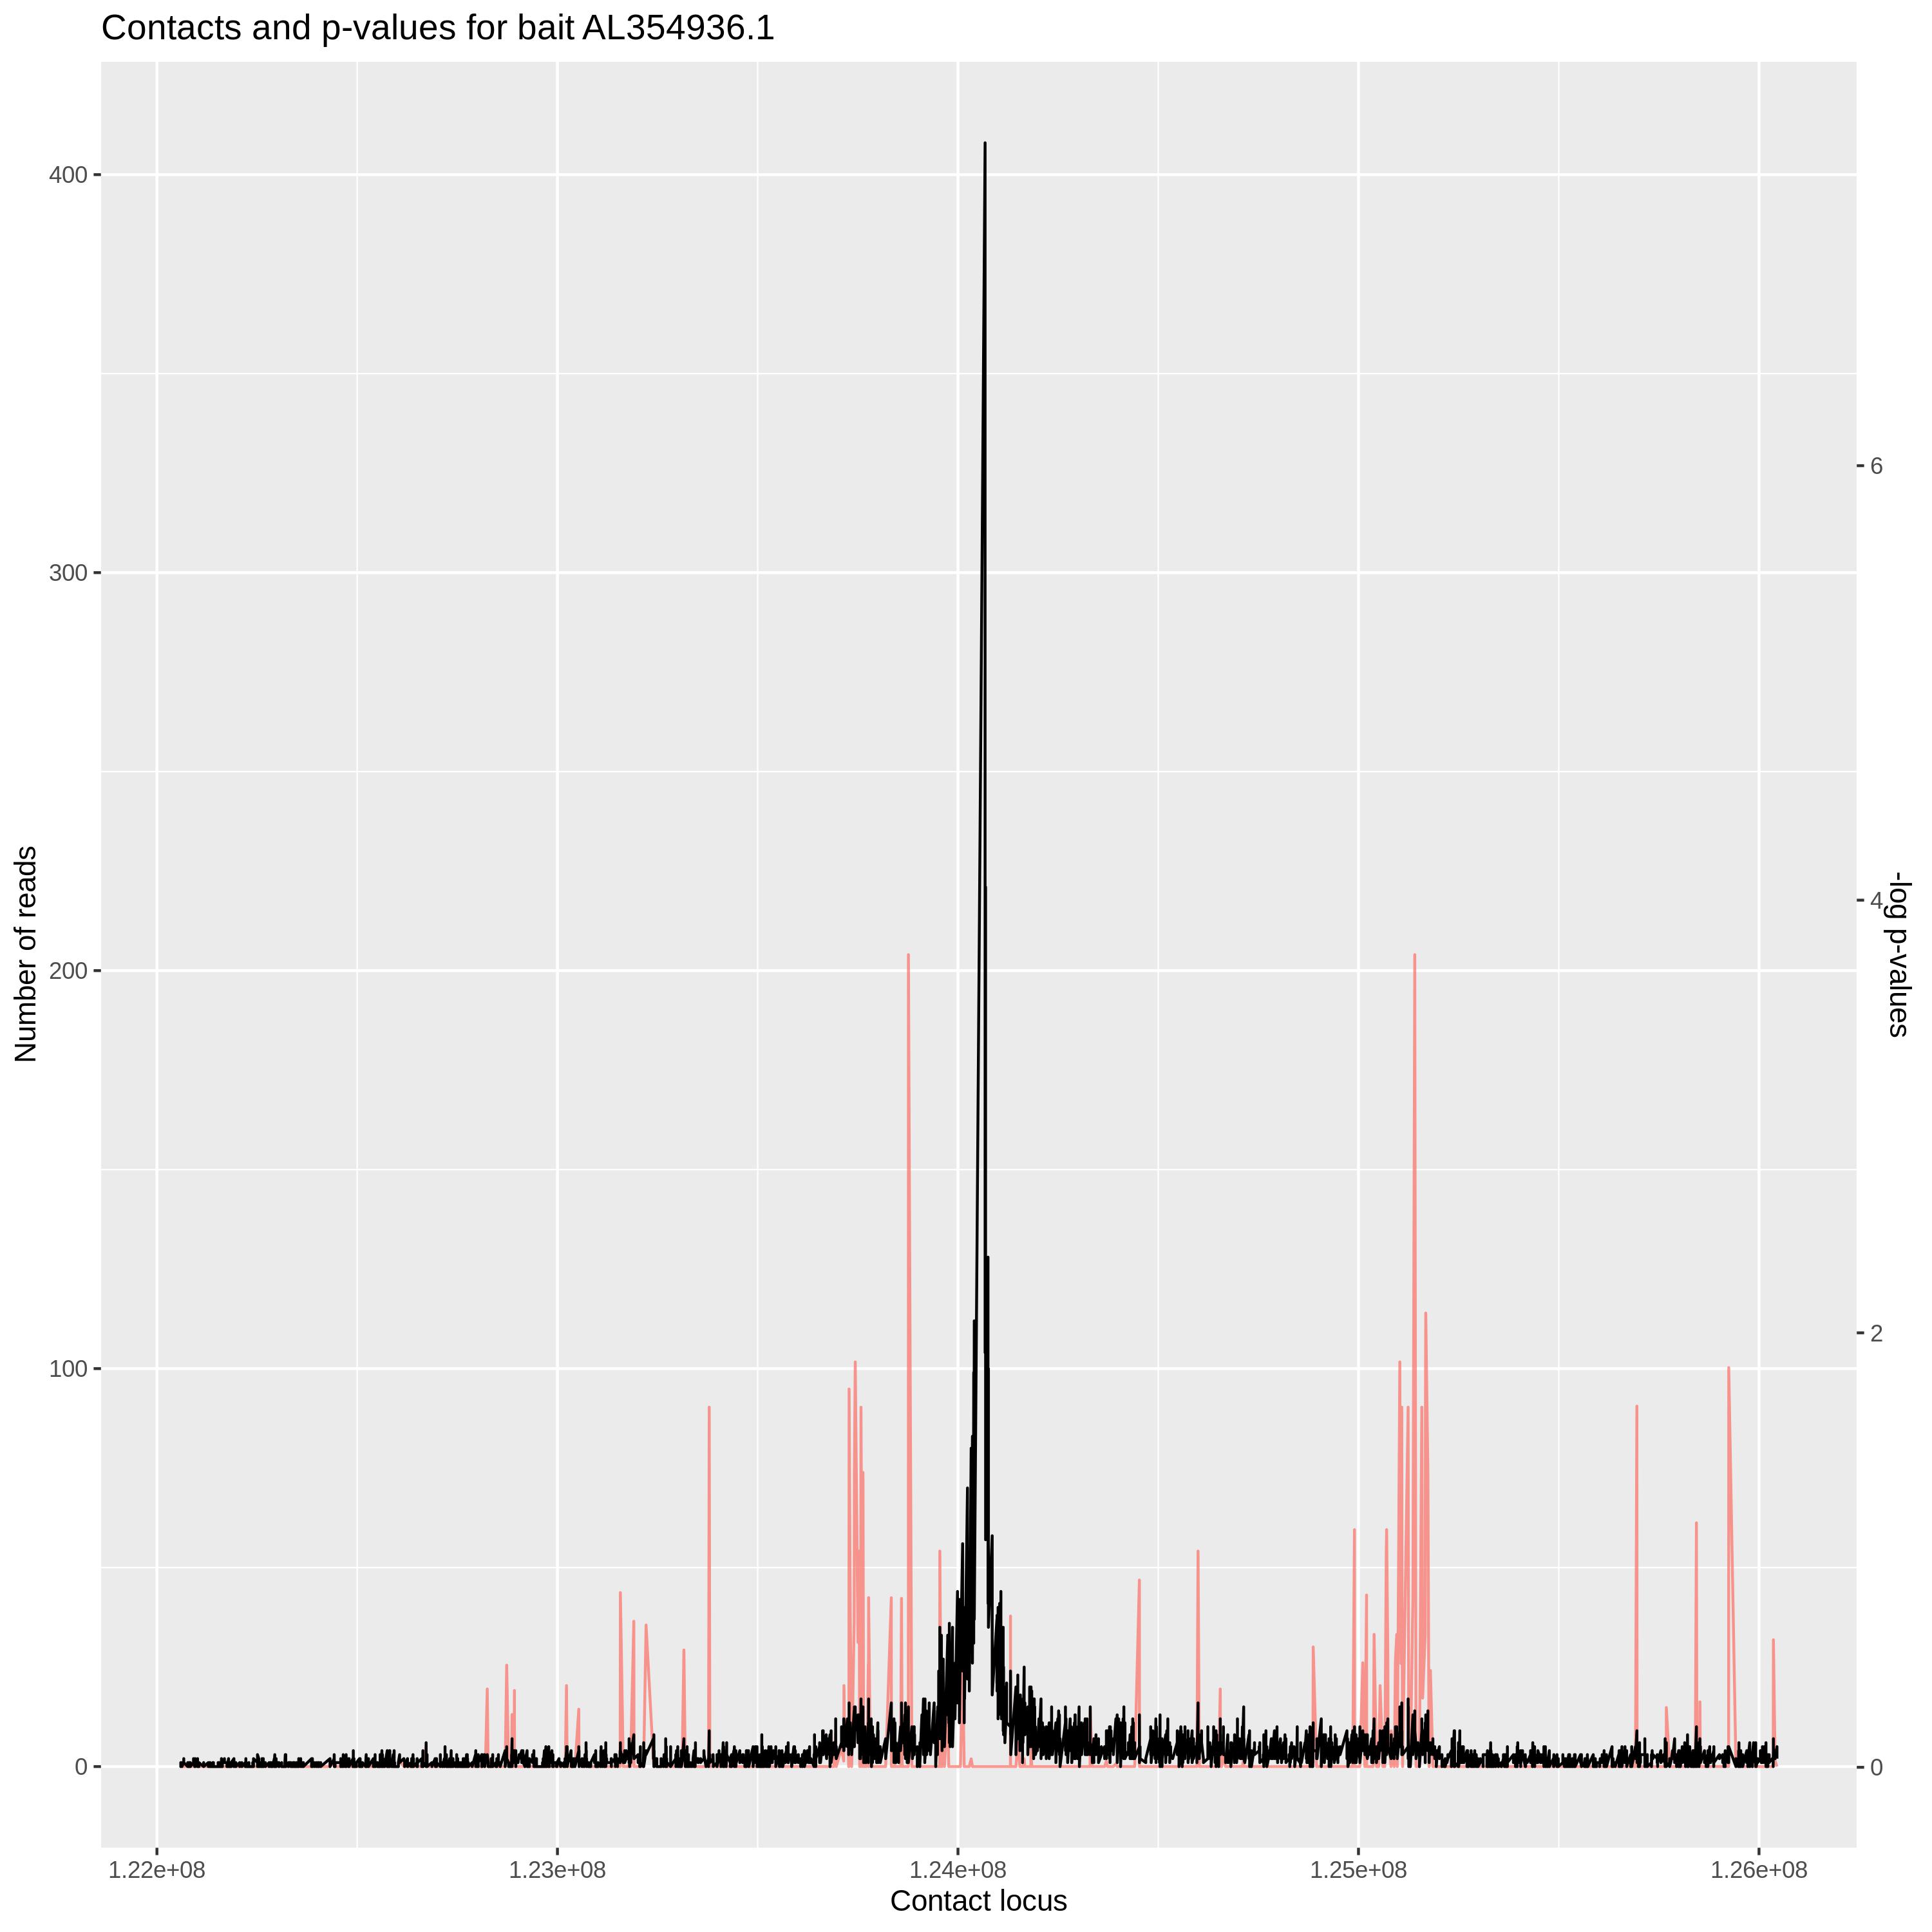 Contacts and p-values for bait AL354936.1
400
300
200
100
0
Number of reads
6
4
2
0
-log p-values
1.22e+08
1.23e+08
1.24e+08
1.25e+08
1.26e+08
Contact locus